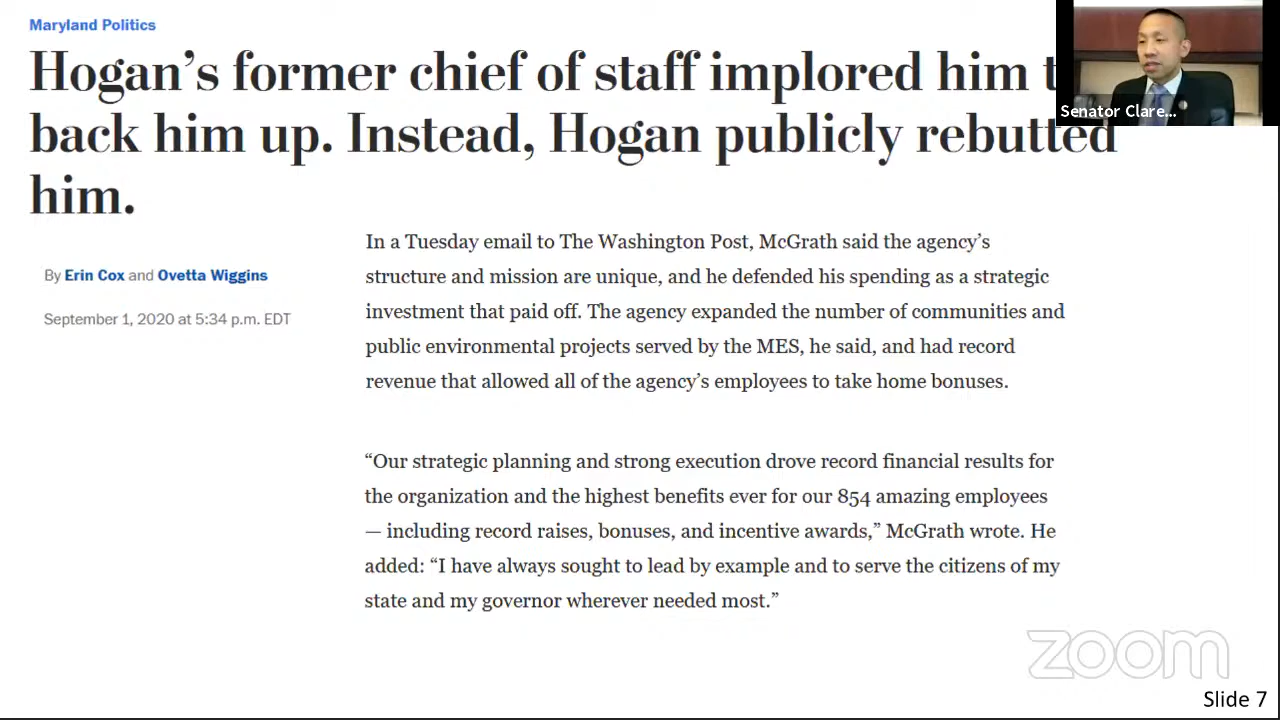 Maryland Politics
Hogan's former chief of staff implored him t
back him up. Instead, Hogan publicly rebutted
him.
Senator Clare...
By Erin Cox and Ovetta Wiggins
September 1, 2020 at 5:34 p.m. EDT
In a Tuesday email to The Washington Post, McGrath said the agency's
structure and mission are unique, and he defended his spending as a strategic
investment that paid off. The agency expanded the number of communities and
public environmental projects served by the MES, he said, and had record
revenue that allowed all of the agency's employees to take home bonuses.
“Our strategic planning and strong execution drove record financial results for
the organization and the highest benefits ever for our 854 amazing employees
— including record raises, bonuses, and incentive awards,” McGrath wrote. He
added: “I have always sought to lead by example and to serve the citizens of my
state and my governor wherever needed most.”
zoom
Slide 7